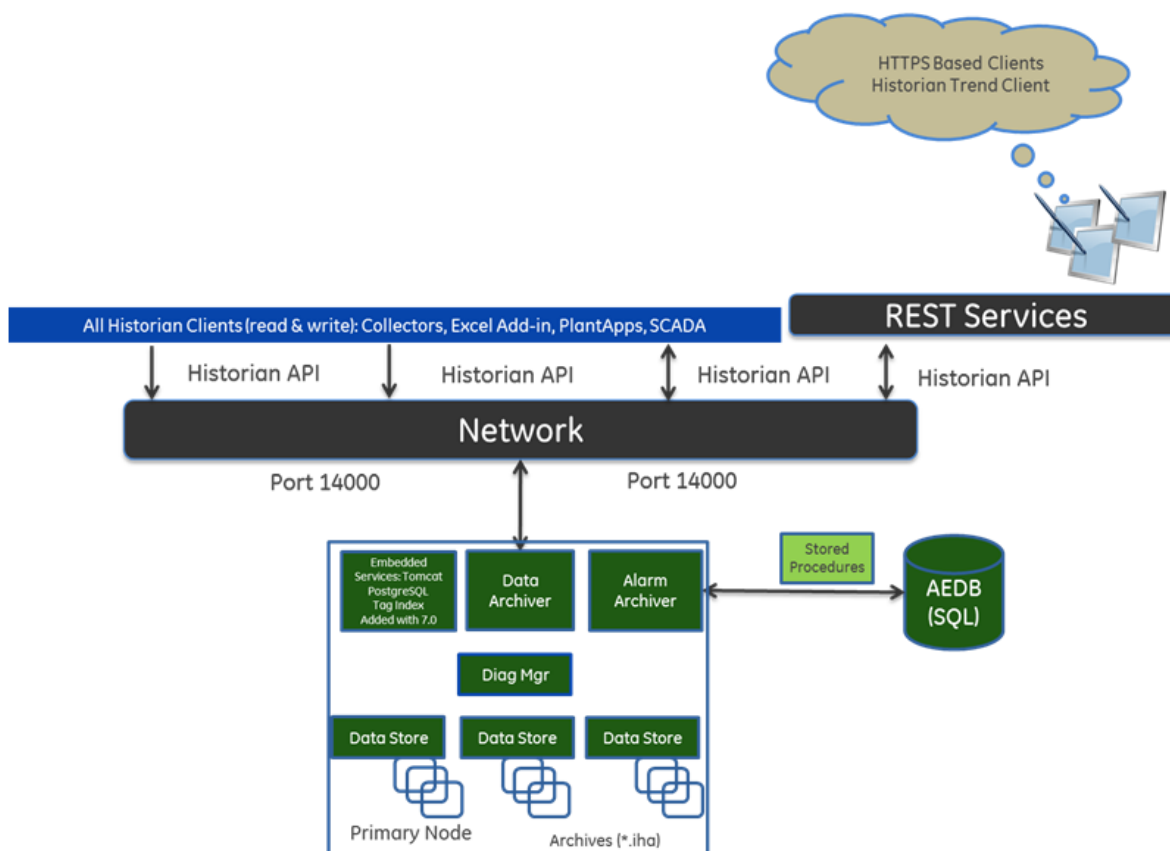 HTTPS Based Clients
Historian Trend Client
All Historian Clients (read & write): Collectors, Excel Add-in, PlantApps, SCADA
REST Services
Historian API
Historian API
Historian API
Historian API
Network
Port 14000
Port 14000
Embedded
Services: Tomcat
PostgreSQL
Tag Index
Added with 7.0
Data
Archiver
Alarm
Archiver
Stored
Procedures
AEDB
(SQL)
Diag Mgr
Data Store
Data Store
Data Store
Primary Node
Archives (*.iha)